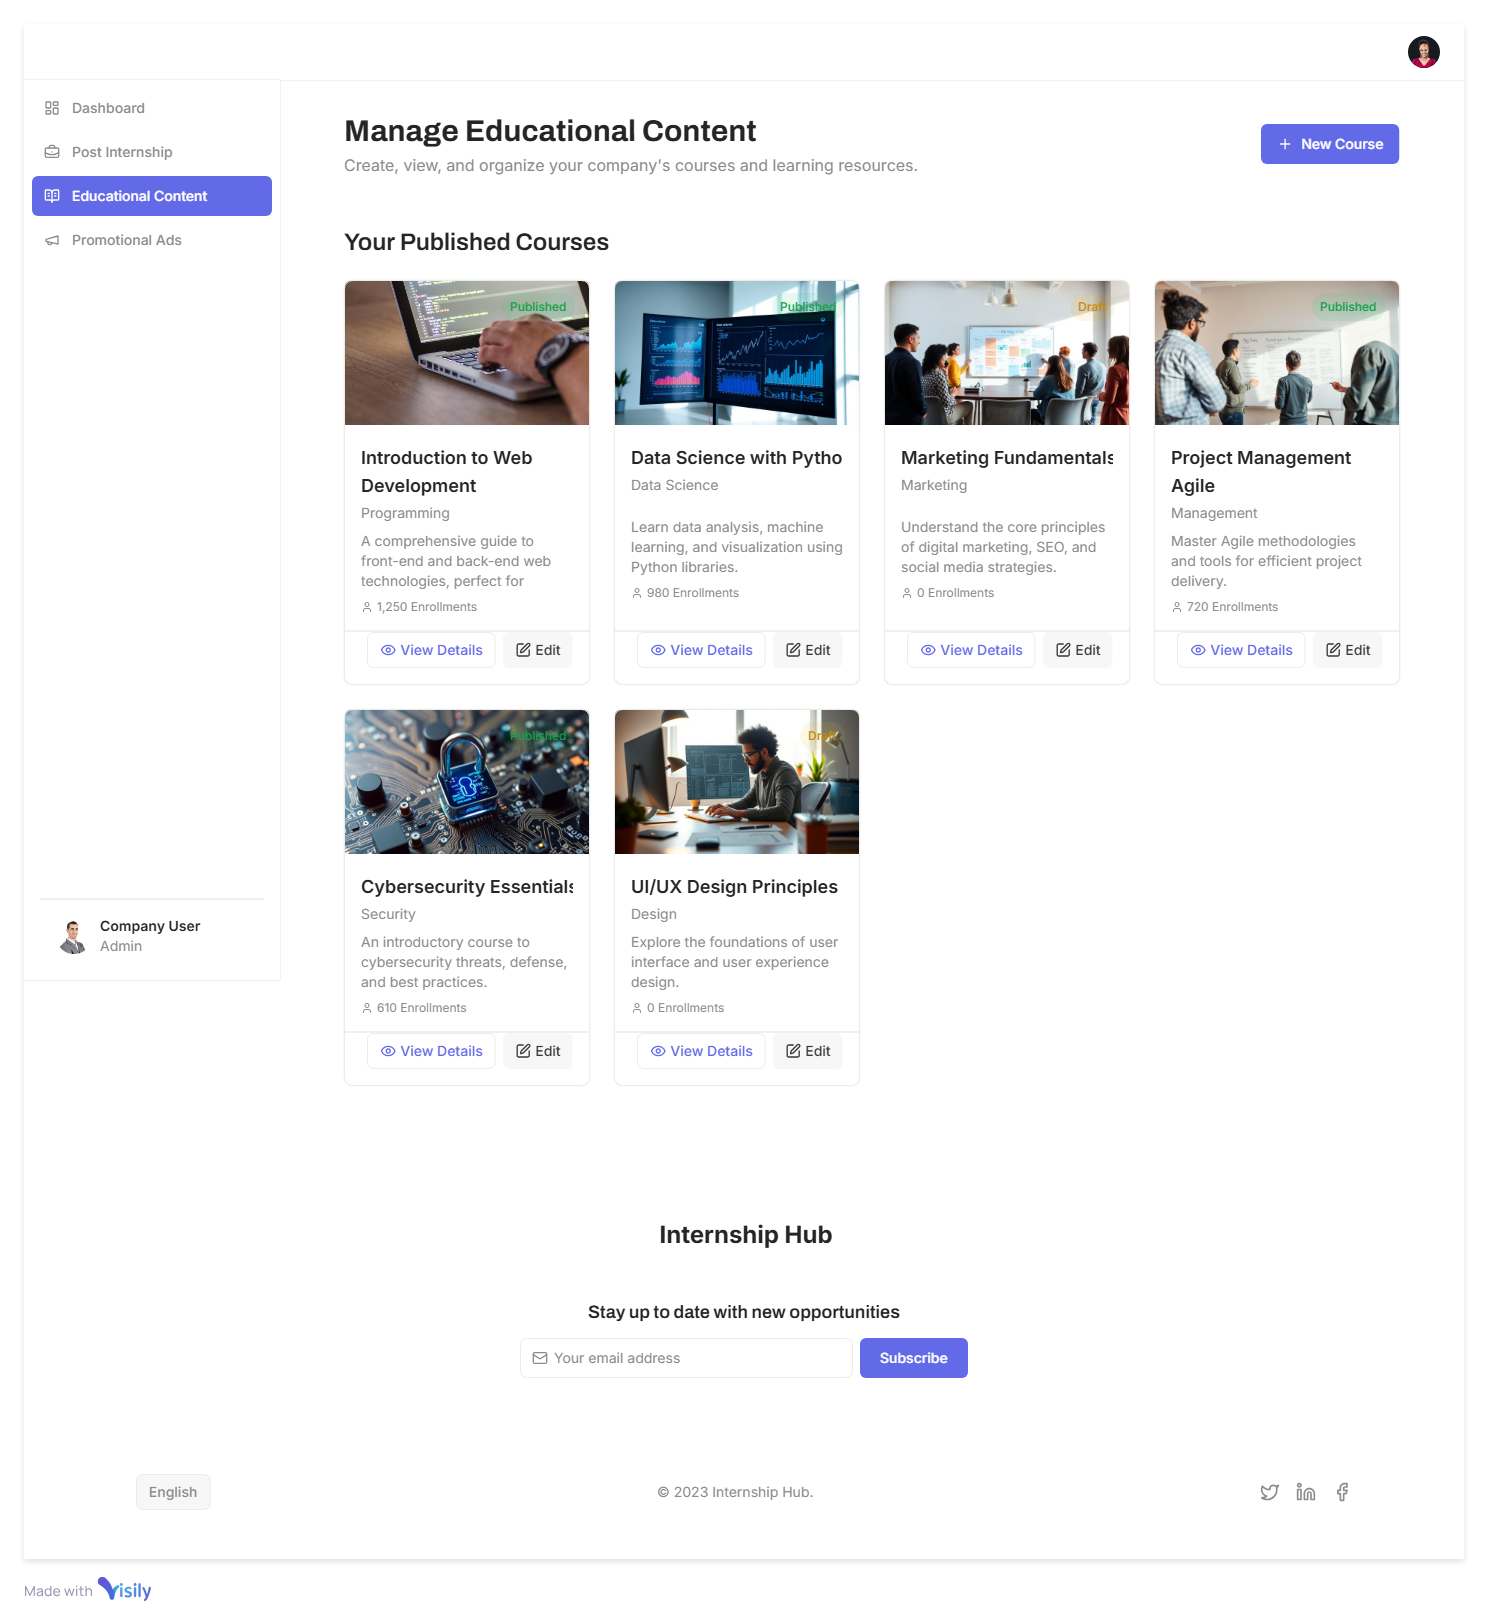 Dashboard
Post Internship
Educational Content
Promotional Ads
Company User
Admin
Manage Educational Content
Create, view, and organize your company's courses and learning resources.
New Course
Your Published Courses
Published
Introduction to Web
Development
Programming
A comprehensive guide to
front-end and back-end web
technologies, perfect for
1,250 Enrollments
View Details
Edit
Published
Data Science with Pytho
Data Science
Learn data analysis, machine
learning, and visualization using
Python libraries.
980 Enrollments
View Details
Edit
Draft
Marketing Fundamentals
Marketing
Understand the core principles
of digital marketing, SEO, and
social media strategies.
0 Enrollments
View Details
Edit
Published
Project Management
Agile
Management
Master Agile methodologies
and tools for efficient project
delivery.
720 Enrollments
View Details
Edit
Published
Cybersecurity Essentials
Security
An introductory course to
cybersecurity threats, defense,
and best practices.
610 Enrollments
View Details
Edit
Draft
UI/UX Design Principles
Design
Explore the foundations of user
interface and user experience
design.
0 Enrollments
View Details
Edit
Internship Hub
Stay up to date with new opportunities
Your email address
Subscribe
English
© 2023 Internship Hub.
Made with Visily